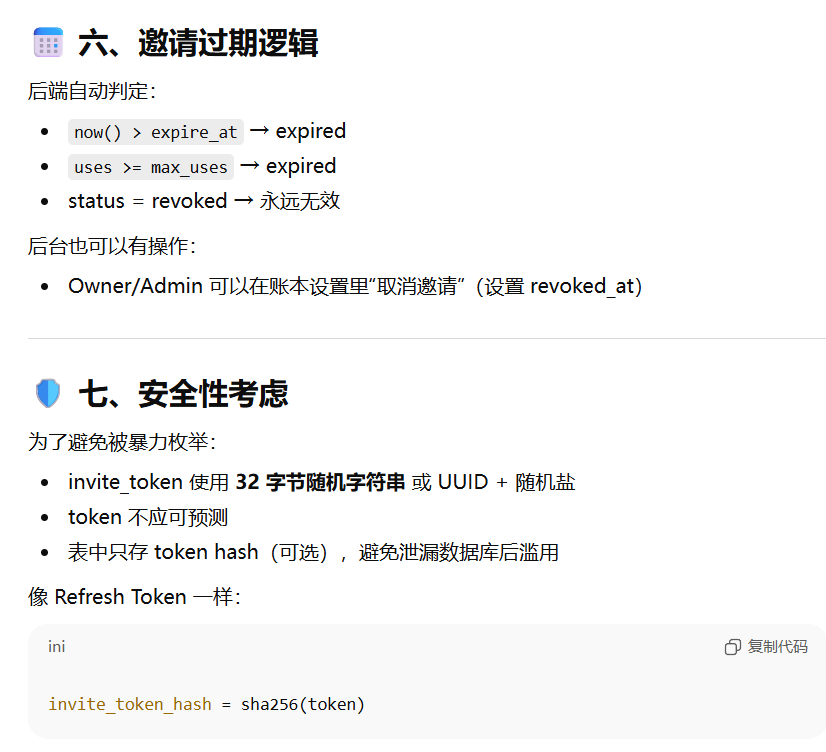 六、邀请过期逻辑
后端自动判定：
now() > expire_at → expired
uses >= max_uses → expired
status = revoked → 永远无效
后台也可以有操作：
Owner/Admin 可以在账本设置里“取消邀请”（设置 revoked_at）
七、安全性考虑
为了避免被暴力枚举：
invite_token 使用 32 字节随机字符串 或 UUID + 随机盐
token 不应可预测
表中只存 token hash（可选），避免泄漏数据库后滥用
像 Refresh Token 一样：
ini 复制代码
invite_token_hash = sha256(token)